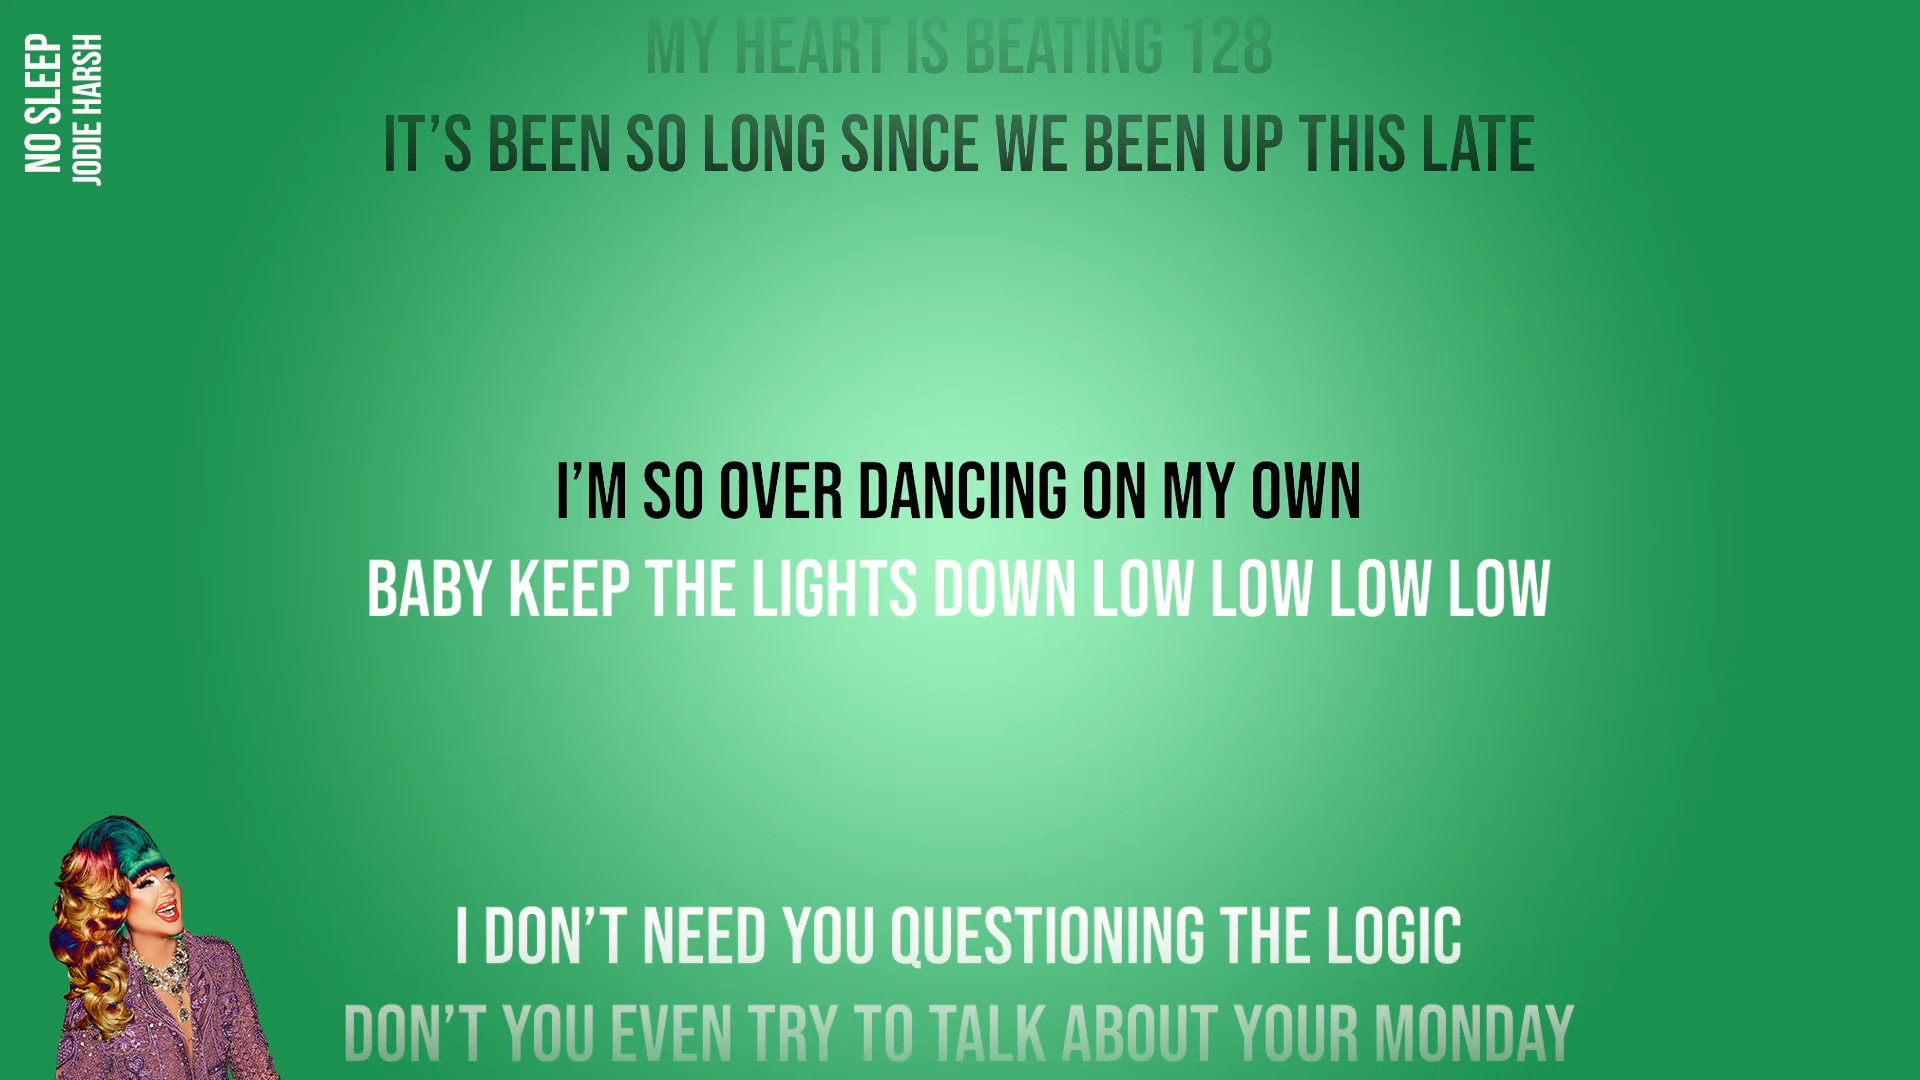 NO SLEEP
JODIE HARSH
MY HEART IS BEATING 128
IT’S BEEN SO LONG SINCE WE BEEN UP THIS LATE
I’M SO OVER DANCING ON MY OWN
BABY KEEP THE LIGHTS DOWN LOW LOW LOW LOW
I DON’T NEED YOU QUESTIONING THE LOGIC
DON’T YOU EVEN TRY TO TALK ABOUT YOUR MONDAY